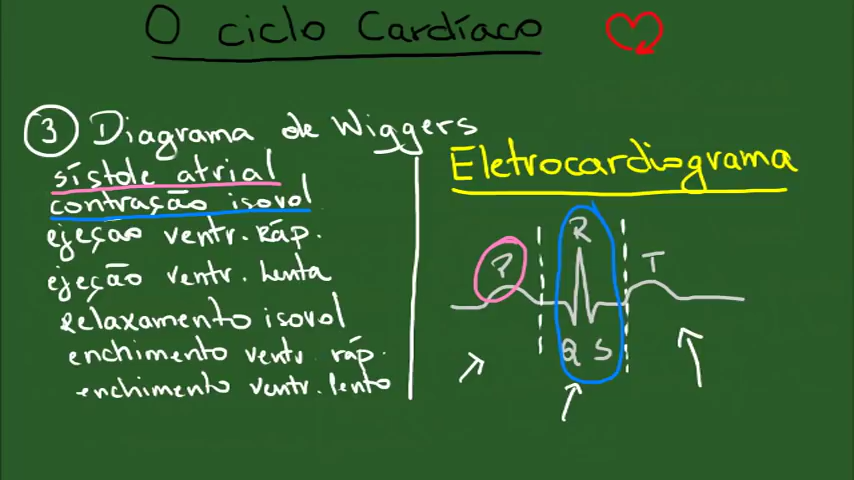 O ciclo Cardíaco
3 Diagrama de Wiggers
sístole atrial
contração isovol
ejeção ventr. ráp.
ejeção ventr. lenta
relaxamento isovol
enchimento ventr. ráp.
enchimento ventr. lento
Eletrocardiograma
P
R
T
Q S